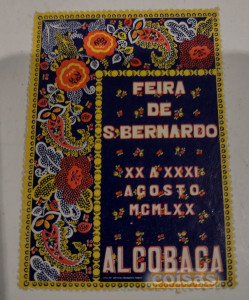 FEIRA
DE
S. BERNARDO
XX A XXXI
AGOSTO
MCMLXX
ALCOBAÇA
coisas